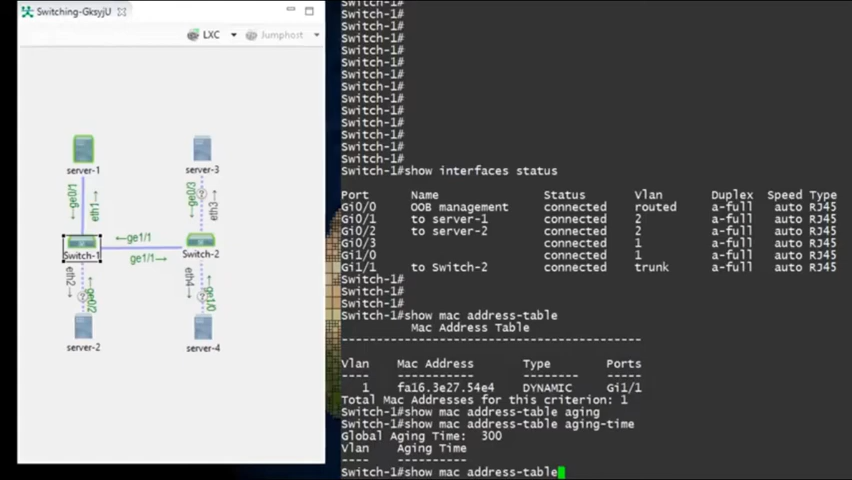 Switching-GksyjU
LXC
Jumphost
server-1
server-3
ge0/1
eth1
ge0/3
eth3
←ge1/1
ge1/1→
Switch-1
Switch-2
eth2
ge0/2
eth4
ge1/0
server-2
server-4
Switch-1#
Switch-1#
Switch-1#
Switch-1#
Switch-1#
Switch-1#
Switch-1#
Switch-1#
Switch-1#
Switch-1#
Switch-1#
Switch-1#
Switch-1#
Switch-1#
Switch-1#show interfaces status
Port Name Status Vlan Duplex Speed Type
Gi0/0 OOB management connected routed a-full auto RJ45
Gi0/1 to server-1 connected 2 a-full auto RJ45
Gi0/2 to server-2 connected 2 a-full auto RJ45
Gi0/3 connected 1 a-full auto RJ45
Gi1/0 connected 1 a-full auto RJ45
Gi1/1 to Switch-2 connected trunk a-full auto RJ45
Switch-1#
Switch-1#
Switch-1#
Switch-1#show mac address-table
Mac Address Table
-------------------------------------------
Vlan Mac Address Type Ports
---- ----------- -------- -----
1 fa16.3e27.54e4 DYNAMIC Gi1/1
Total Mac Addresses for this criterion: 1
Switch-1#show mac address-table aging
Switch-1#show mac address-table aging-time
Global Aging Time: 300
Vlan Aging Time
---- ----------
Switch-1#show mac address-table